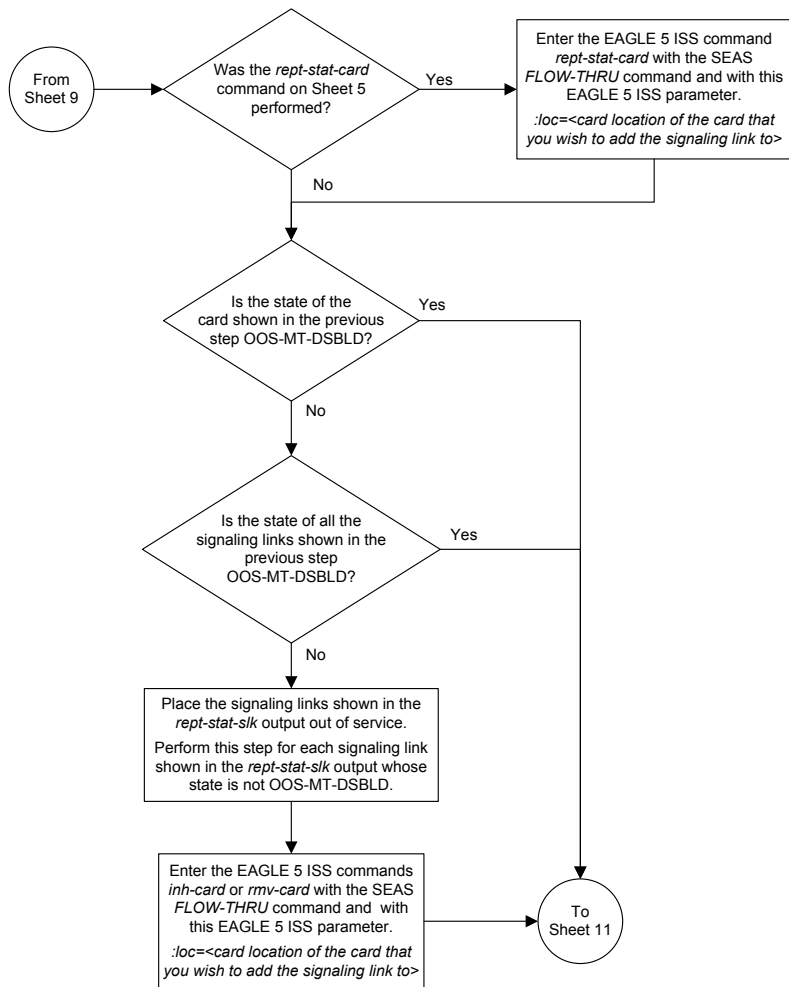 From
Sheet 9
Was the rept-stat-card
command on Sheet 5
performed?
Yes
Enter the EAGLE 5 ISS command
rept-stat-card with the SEAS
FLOW-THRU command and with this
EAGLE 5 ISS parameter.
:loc=<card location of the card that
you wish to add the signaling link to>
No
Is the state of the
card shown in the previous
step OOS-MT-DSBLD?
Yes
No
Is the state of all the
signaling links shown in the
previous step
OOS-MT-DSBLD?
Yes
No
Place the signaling links shown in the
rept-stat-slk output out of service.
Perform this step for each signaling link
shown in the rept-stat-slk output whose
state is not OOS-MT-DSBLD.
Enter the EAGLE 5 ISS commands
inh-card or rmv-card with the SEAS
FLOW-THRU command and with
this EAGLE 5 ISS parameter.
:loc=<card location of the card that
you wish to add the signaling link to>
To
Sheet 11